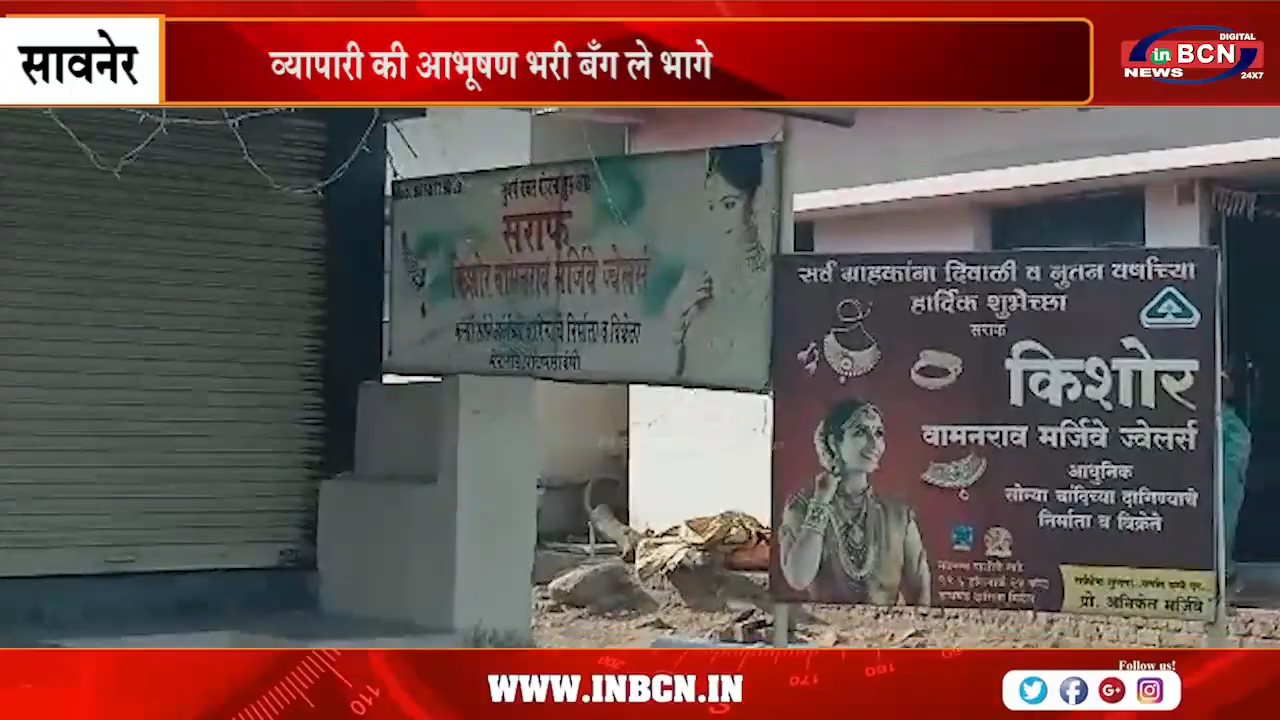 सावनेर
व्यापारी की आभूषण भरी बँग ले भागे
DIGITAL
in BCN
NEWS
24X7
सराफ
किशोर वामनराव मर्जिवे ज्वेलर्स
निर्माता व विक्रेता
सर्व ग्राहकांना दिवाळी व नुतन वर्षाच्या
हार्दिक शुभेच्छा
सराफ
किशोर
वामनराव मर्जिवे ज्वेलर्स
आधुनिक
सोन्या चांदिच्या दागिण्याचे
निर्माता व विक्रेते
प्रो. अनिकेत मर्जिवे
WWW.INBCN.IN
Follow us!